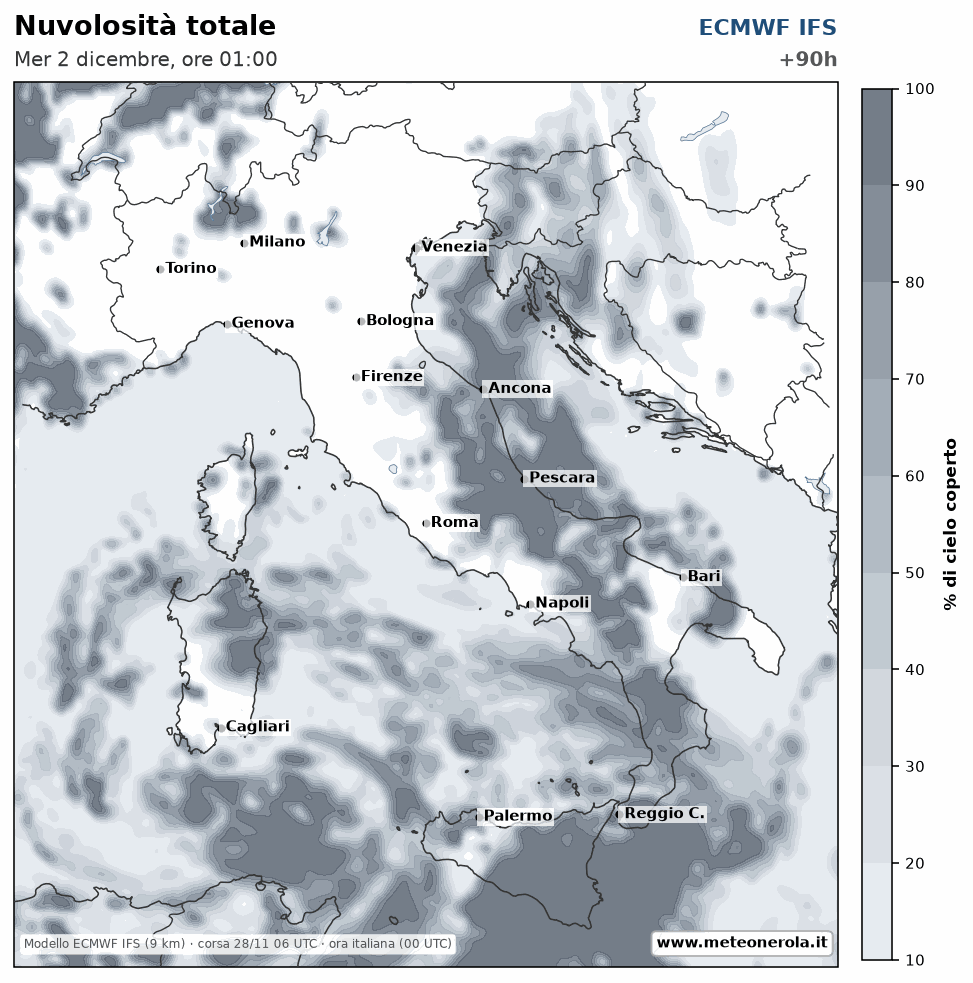 Nuvolosità totale
ECMWF IFS
Mer 2 dicembre, ore 01:00
+90h
Milano
Venezia
Torino
Genova
Bologna
Firenze
Ancona
Pescara
Roma
Bari
Napoli
Cagliari
Palermo
Reggio C.
100
90
80
70
60
50
40
30
20
10
% di cielo coperto
Modello ECMWF IFS (9 km) · corsa 28/11 06 UTC · ora italiana (00 UTC)
www.meteonerola.it